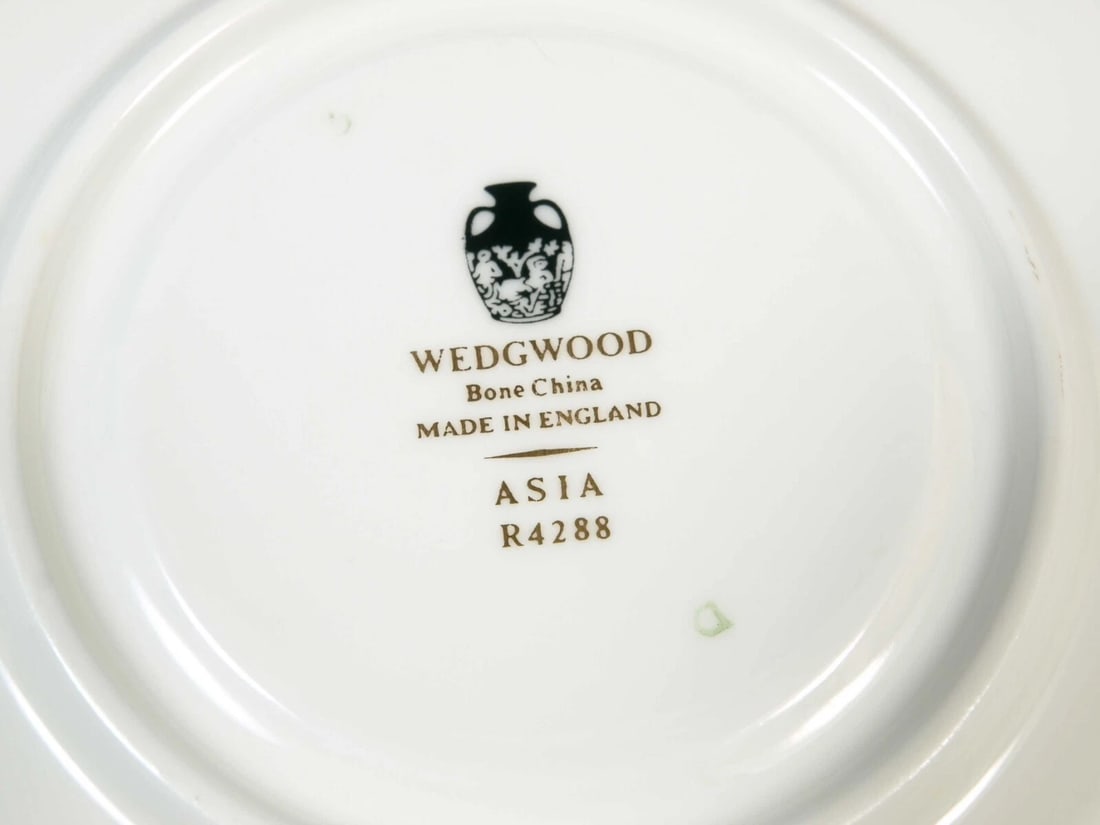 WEDGWOOD
Bone China
MADE IN ENGLAND
ASIA
R4288